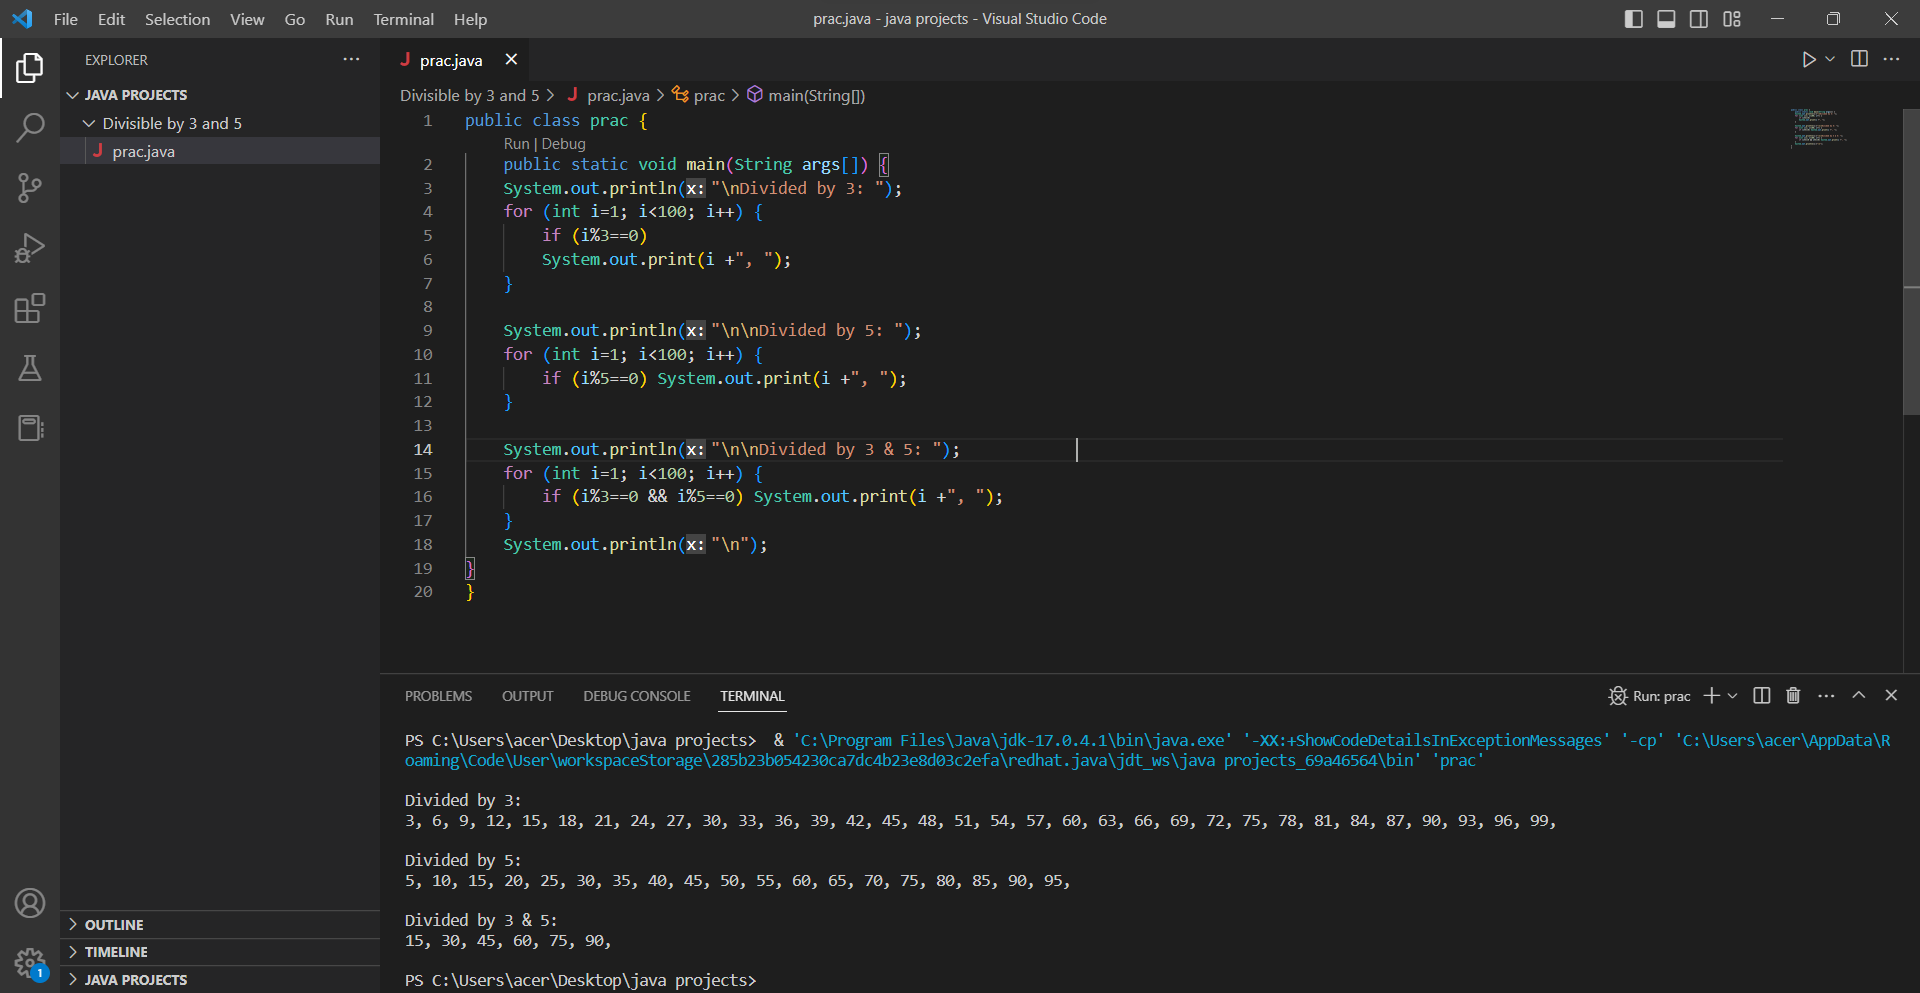 File Edit Selection View Go Run Terminal Help
prac.java - java projects - Visual Studio Code
EXPLORER
JAVA PROJECTS
Divisible by 3 and 5
J prac.java
OUTLINE
TIMELINE
JAVA PROJECTS
1
J prac.java
Divisible by 3 and 5 > J prac.java > prac > main(String[])
1 public class prac {
Run | Debug
2 public static void main(String args[]) {
3 System.out.println(x: "\nDivided by 3: ");
4 for (int i=1; i<100; i++) {
5 if (i%3==0)
6 System.out.print(i +", ");
7 }
8
9 System.out.println(x: "\n\nDivided by 5: ");
10 for (int i=1; i<100; i++) {
11 if (i%5==0) System.out.print(i +", ");
12 }
13
14 System.out.println(x: "\n\nDivided by 3 & 5: ");
15 for (int i=1; i<100; i++) {
16 if (i%3==0 && i%5==0) System.out.print(i +", ");
17 }
18 System.out.println(x: "\n");
19 }
20 }
PROBLEMS OUTPUT DEBUG CONSOLE TERMINAL
Run: prac
PS C:\Users\acer\Desktop\java projects>  & 'C:\Program Files\Java\jdk-17.0.4.1\bin\java.exe' '-XX:+ShowCodeDetailsInExceptionMessages' '-cp' 'C:\Users\acer\AppData\R
oaming\Code\User\workspaceStorage\285b23b054230ca7dc4b23e8d03c2efa\redhat.java\jdt_ws\java projects_69a46564\bin' 'prac'
Divided by 3:
3, 6, 9, 12, 15, 18, 21, 24, 27, 30, 33, 36, 39, 42, 45, 48, 51, 54, 57, 60, 63, 66, 69, 72, 75, 78, 81, 84, 87, 90, 93, 96, 99,
Divided by 5:
5, 10, 15, 20, 25, 30, 35, 40, 45, 50, 55, 60, 65, 70, 75, 80, 85, 90, 95,
Divided by 3 & 5:
15, 30, 45, 60, 75, 90,
PS C:\Users\acer\Desktop\java projects>